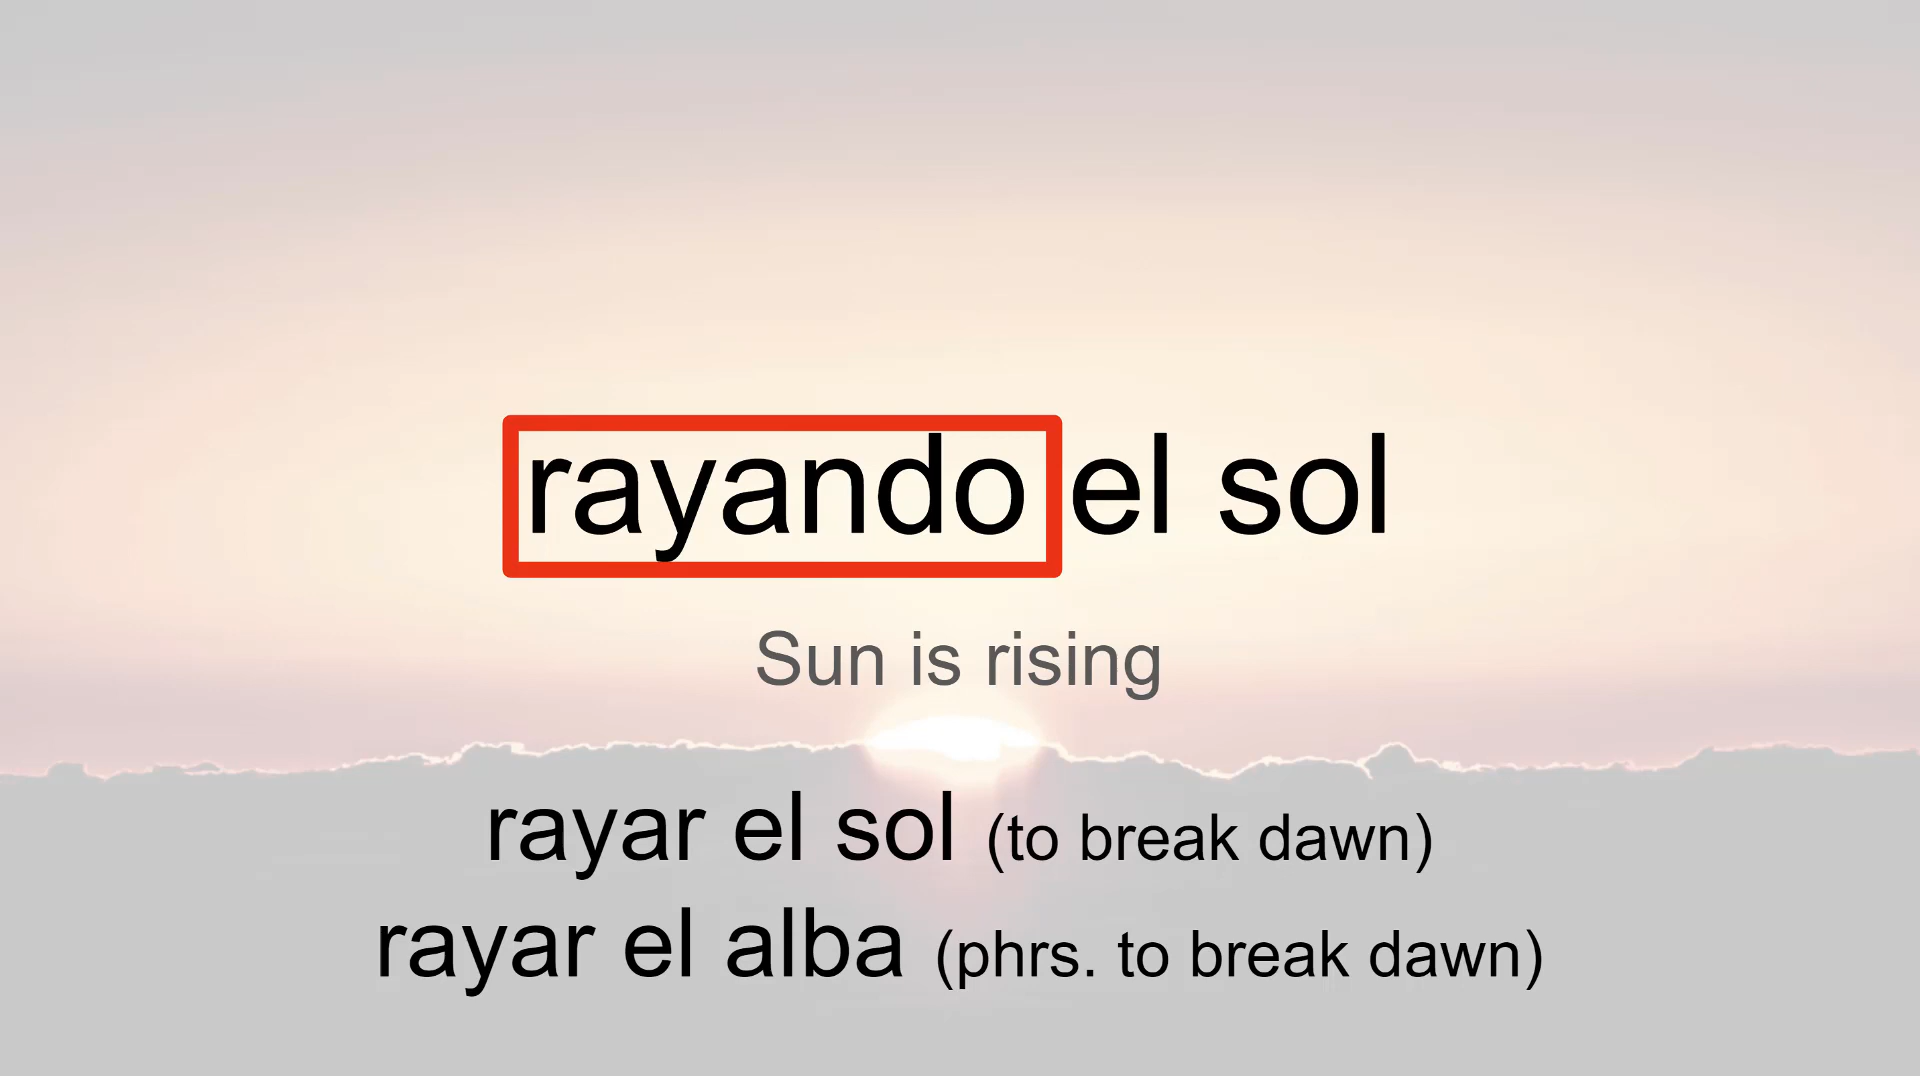 rayando el sol
Sun is rising
rayar el sol (to break dawn)
rayar el alba (phrs. to break dawn)